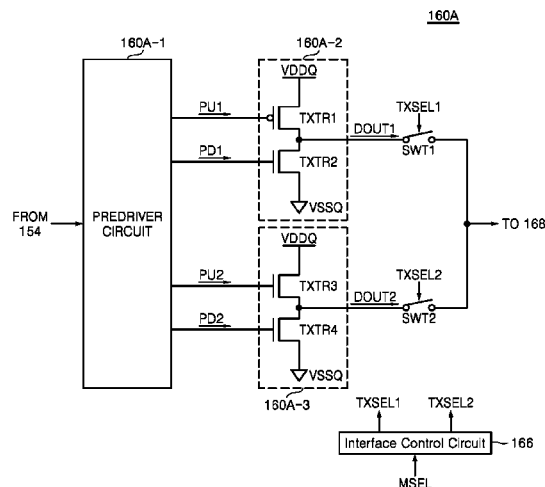 160A
160A-1
160A-2
VDDQ
PU1
TXTR1
TXSEL1
DOUT1
SWT1
PD1
TXTR2
VSSQ
FROM
154
PREDRIVER
CIRCUIT
TO 168
VDDQ
PU2
TXTR3
TXSEL2
DOUT2
SWT2
PD2
TXTR4
VSSQ
160A-3
TXSEL1
TXSEL2
Interface Control Circuit
166
MSEL